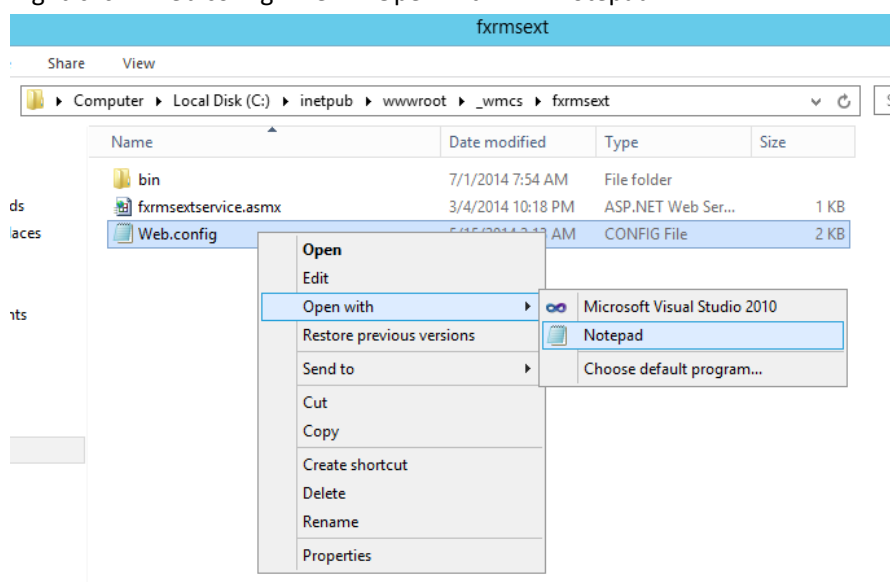 fxrmsext
Share View
Computer ▸ Local Disk (C:) ▸ inetpub ▸ wwwroot ▸ _wmcs ▸ fxrmsext
Name Date modified Type Size
bin 7/1/2014 7:54 AM File folder
ds fxrmsextservice.asmx 3/4/2014 10:18 PM ASP.NET Web Ser... 1 KB
laces Web.config AM CONFIG File 2 KB
Open
Edit
nts Open with Microsoft Visual Studio 2010
Restore previous versions Notepad
Send to Choose default program...
Cut
Copy
Create shortcut
Delete
Rename
Properties